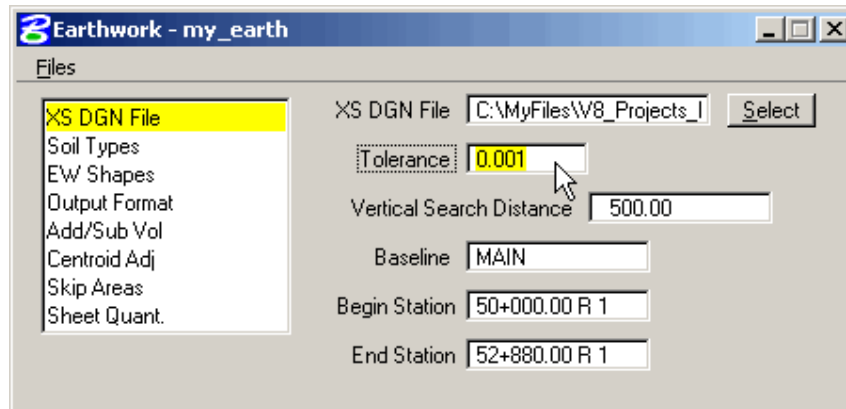 Earthwork - my_earth
Files
XS DGN File
Soil Types
EW Shapes
Output Format
Add/Sub Vol
Centroid Adj
Skip Areas
Sheet Quant.
XS DGN File C:\MyFiles\V8_Projects_I Select
Tolerance 0.001
Vertical Search Distance 500.00
Baseline MAIN
Begin Station 50+000.00 R 1
End Station 52+880.00 R 1